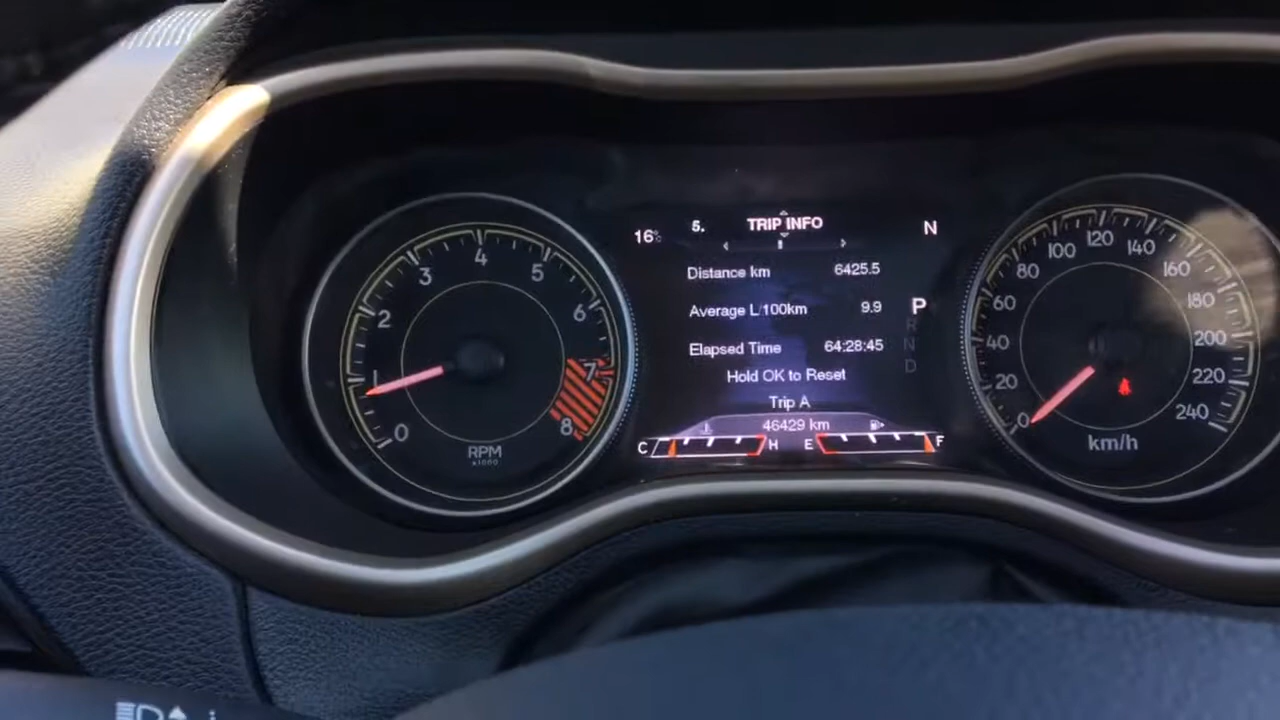 16°C
5.
TRIP INFO
N
Distance km 6425.5
Average L/100km 9.9
Elapsed Time 64:28:45
Hold OK to Reset
Trip A
46429 km
P
R
N
D
C H
E F
0
1
2
3
4
5
6
7
8
RPM
x1000
0
20
40
60
80
100
120
140
160
180
200
220
240
km/h